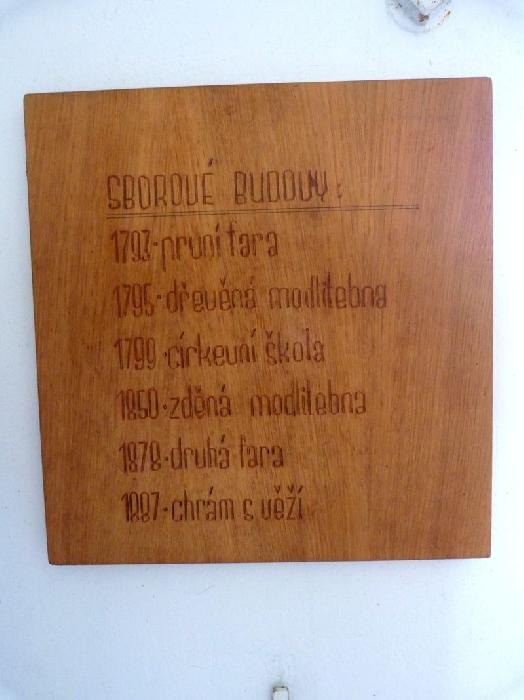 SBOROVÉ BUDOVY:
1793-první fara
1795-dřevěná modlitebna
1799-církevní škola
1850-zděná modlitebna
1878-druhá fara
1887-chrám s věží